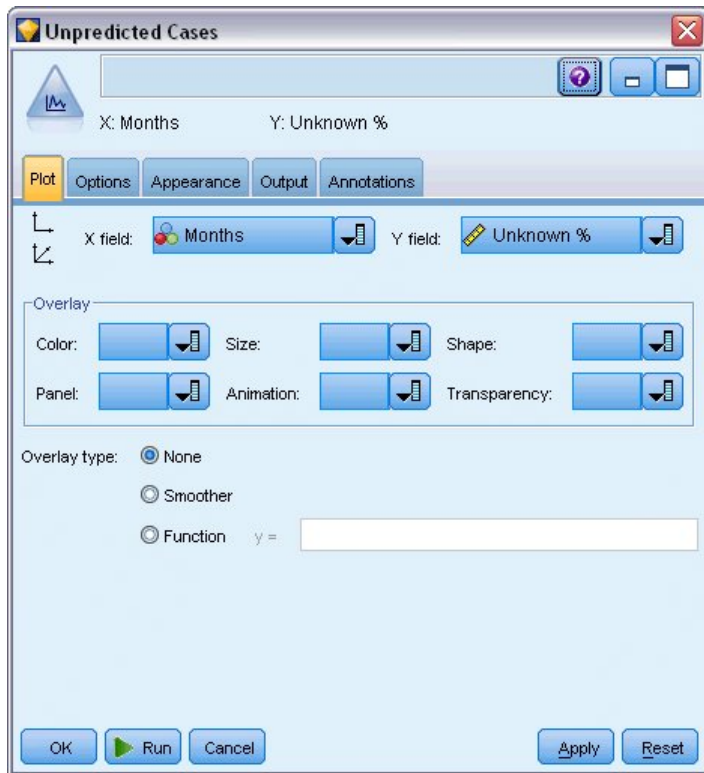 Unpredicted Cases
X: Months Y: Unknown %
Plot Options Appearance Output Annotations
X field: Months Y field: Unknown %
Overlay
Color: Size: Shape:
Panel: Animation: Transparency:
Overlay type: None
Smoother
Function y =
OK Run Cancel Apply Reset